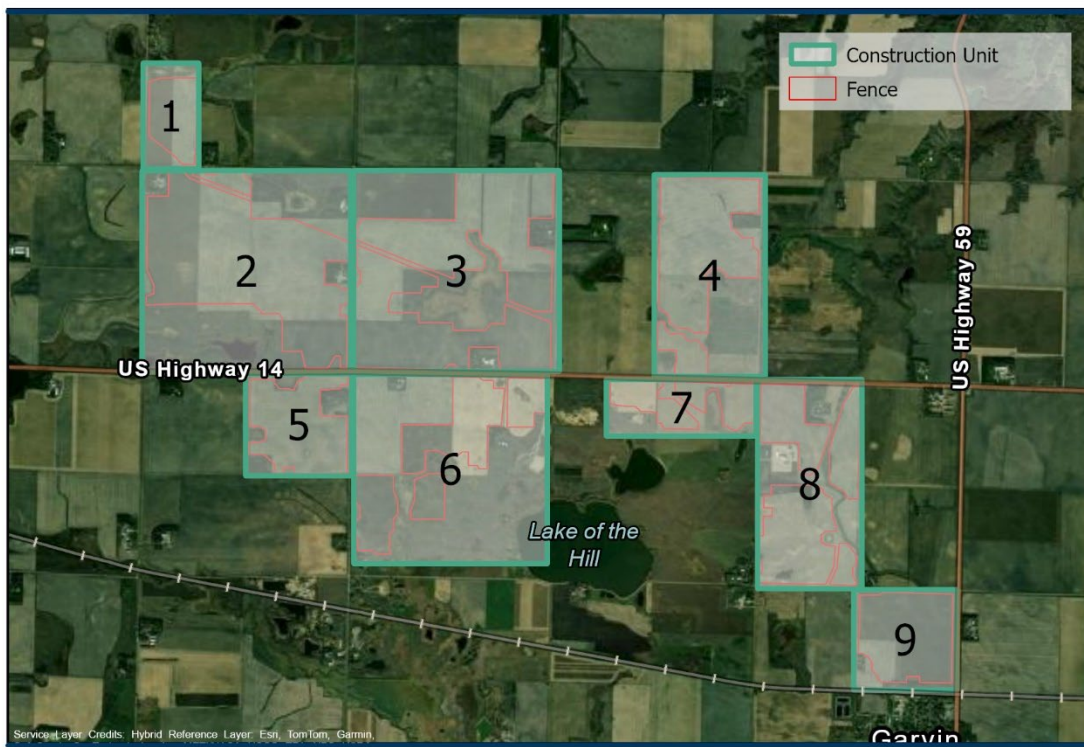 Construction Unit
Fence
1
2
3
4
US Highway 59
US Highway 14
5
6
7
8
Lake of the
Hill
9
Garvin
Service Layer Credits: Hybrid Reference Layer: Esri, TomTom, Garmin,